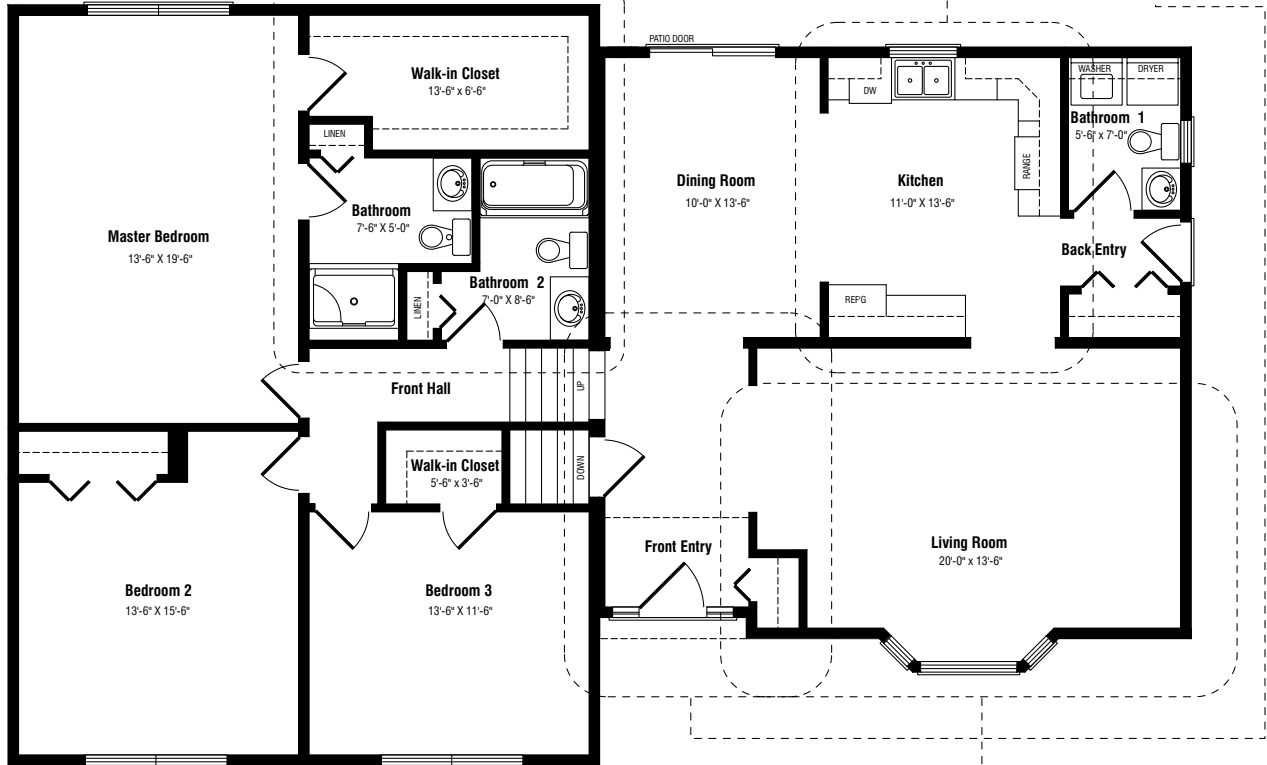 PATIO DOOR
Walk-in Closet
13'-6" x 6'-6"
WASHER
DRYER
DW
LINEN
Bathroom 1
5'-6" x 7'-0"
RANGE
Dining Room
10'-0" X 13'-6"
Kitchen
11'-0" X 13'-6"
Bathroom
7'-6" X 5'-0"
Master Bedroom
13'-6" X 19'-6"
Back Entry
Bathroom 2
7'-0" X 8'-6"
LINEN
REFG
Front Hall
UP
Walk-in Closet
5'-6" x 3'-6"
DOWN
Front Entry
Living Room
20'-0" x 13'-6"
Bedroom 2
13'-6" X 15'-6"
Bedroom 3
13'-6" X 11'-6"